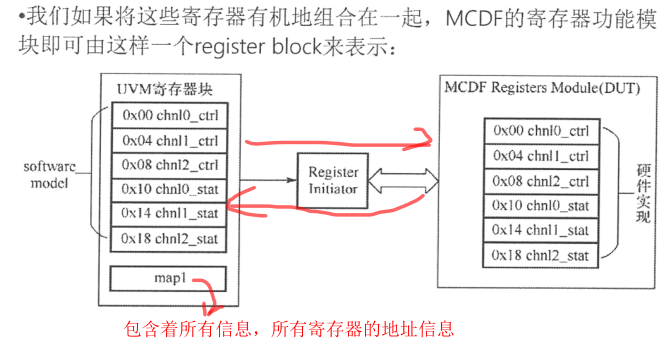 •我们如果将这些寄存器有机地组合在一起，MCDF的寄存器功能模
块即可由这样一个register block来表示：
UVM寄存器块
0x00 chnl0_ctrl
0x04 chnl1_ctrl
0x08 chnl2_ctrl
0x10 chnl0_stat
0x14 chnl1_stat
0x18 chnl2_stat
software
model
map1
Register
Initiator
MCDF Registers Module(DUT)
0x00 chnl0_ctrl
0x04 chnl1_ctrl
0x08 chnl2_ctrl
0x10 chnl0_stat
0x14 chnl1_stat
0x18 chnl2_stat
硬件实现
包含着所有信息，所有寄存器的地址信息